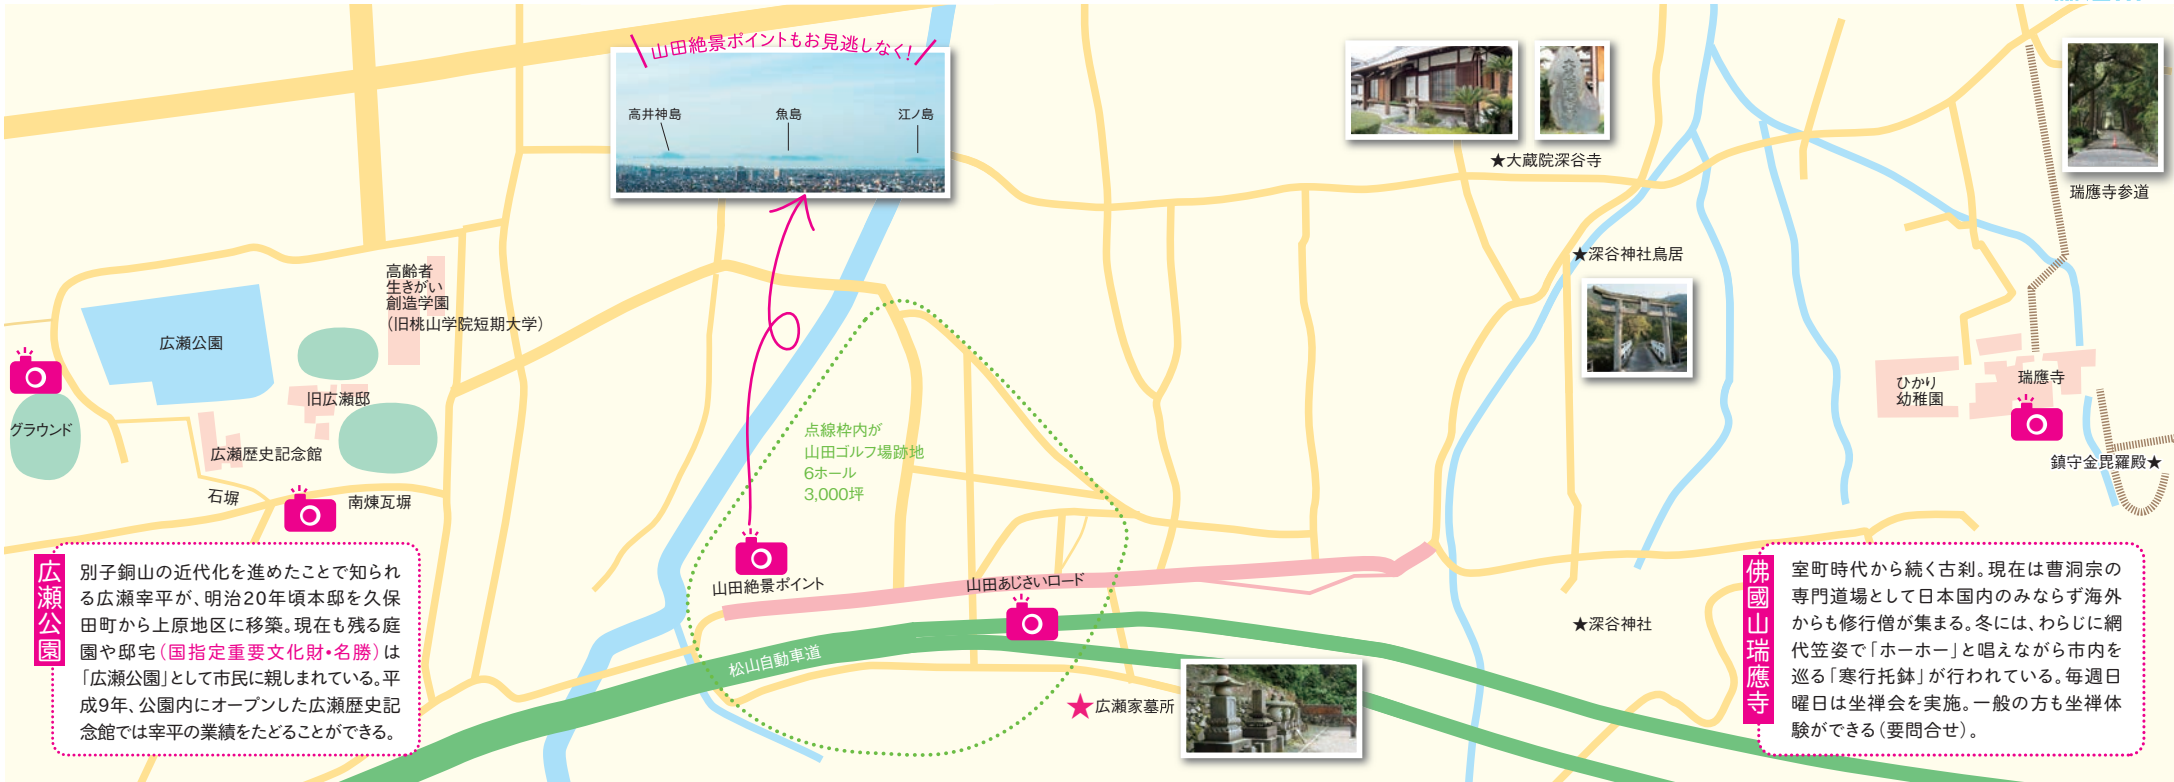 山田絶景ポイントもお見逃しなく!
高井神島
魚島
江ノ島
★大蔵院深谷寺
瑞應寺参道
★深谷神社鳥居
高齢者
生きがい
創造学園
(旧桃山学院短期大学)
広瀬公園
旧広瀬邸
グラウンド
広瀬歴史記念館
石塀
南煉瓦塀
点線枠内が
山田ゴルフ場跡地
6ホール
3,000坪
ひかり
幼稚園
瑞應寺
鎮守金毘羅殿★
山田絶景ポイント
山田あじさいロード
松山自動車道
★深谷神社
★広瀬家墓所
広瀬公園
別子銅山の近代化を進めたことで知られ
る広瀬宰平が、明治20年頃本邸を久保
田町から上原地区に移築。現在も残る庭
園や邸宅(国指定重要文化財・名勝)は
「広瀬公園」として市民に親しまれている。平
成9年、公園内にオープンした広瀬歴史記
念館では宰平の業績をたどることができる。
佛國山瑞應寺
室町時代から続く古刹。現在は曹洞宗の
専門道場として日本国内のみならず海外
からも修行僧が集まる。冬には、わらじに網
代笠姿で「ホーホー」と唱えながら市内を
巡る「寒行托鉢」が行われている。毎週日
曜日は坐禅会を実施。一般の方も坐禅体
験ができる(要問合せ)。